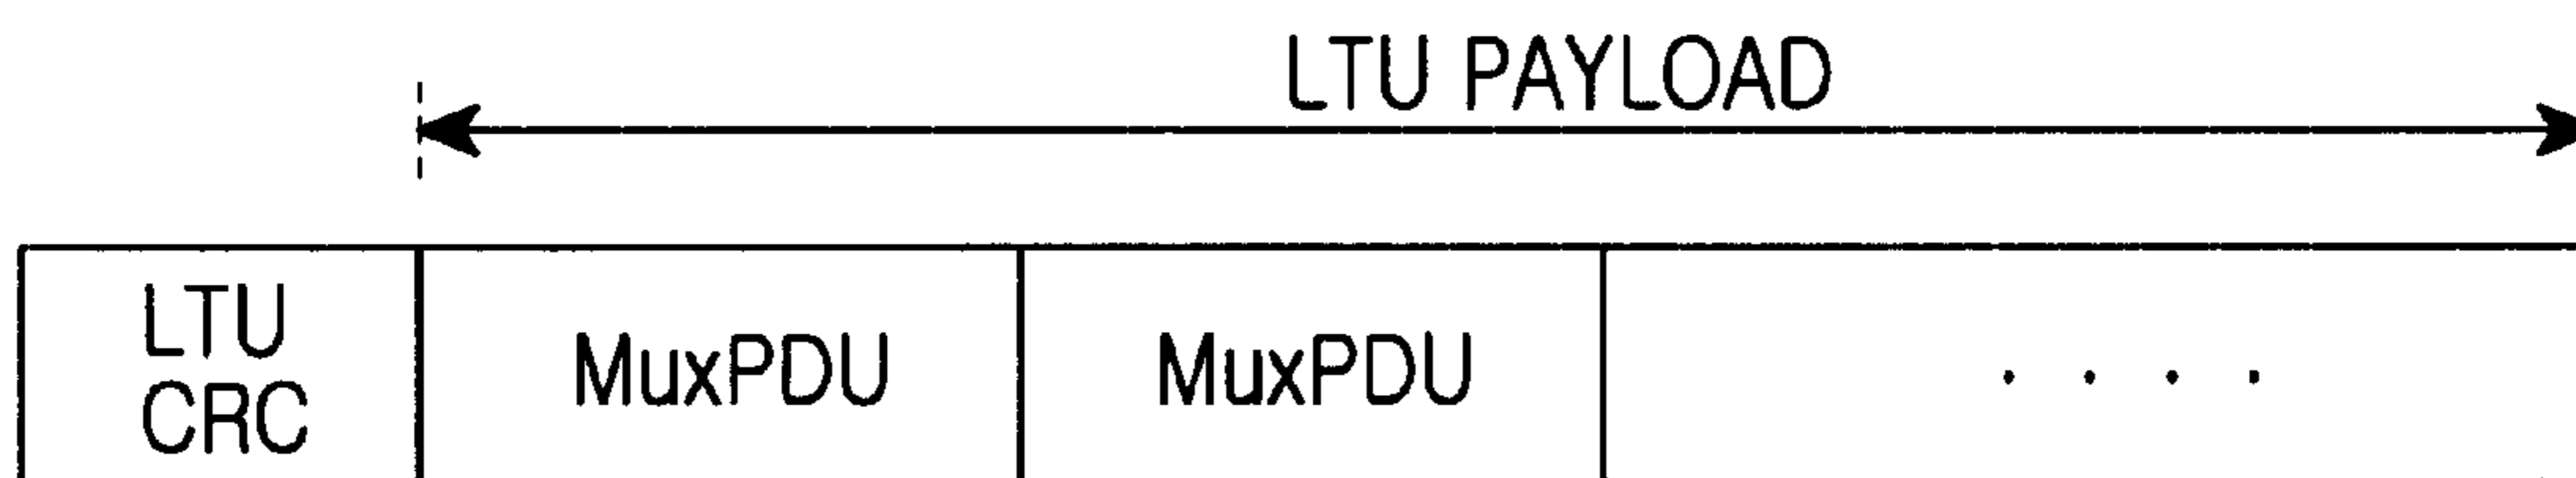 LTU PAYLOAD
LTU
CRC
MuxPDU
MuxPDU
. . . .